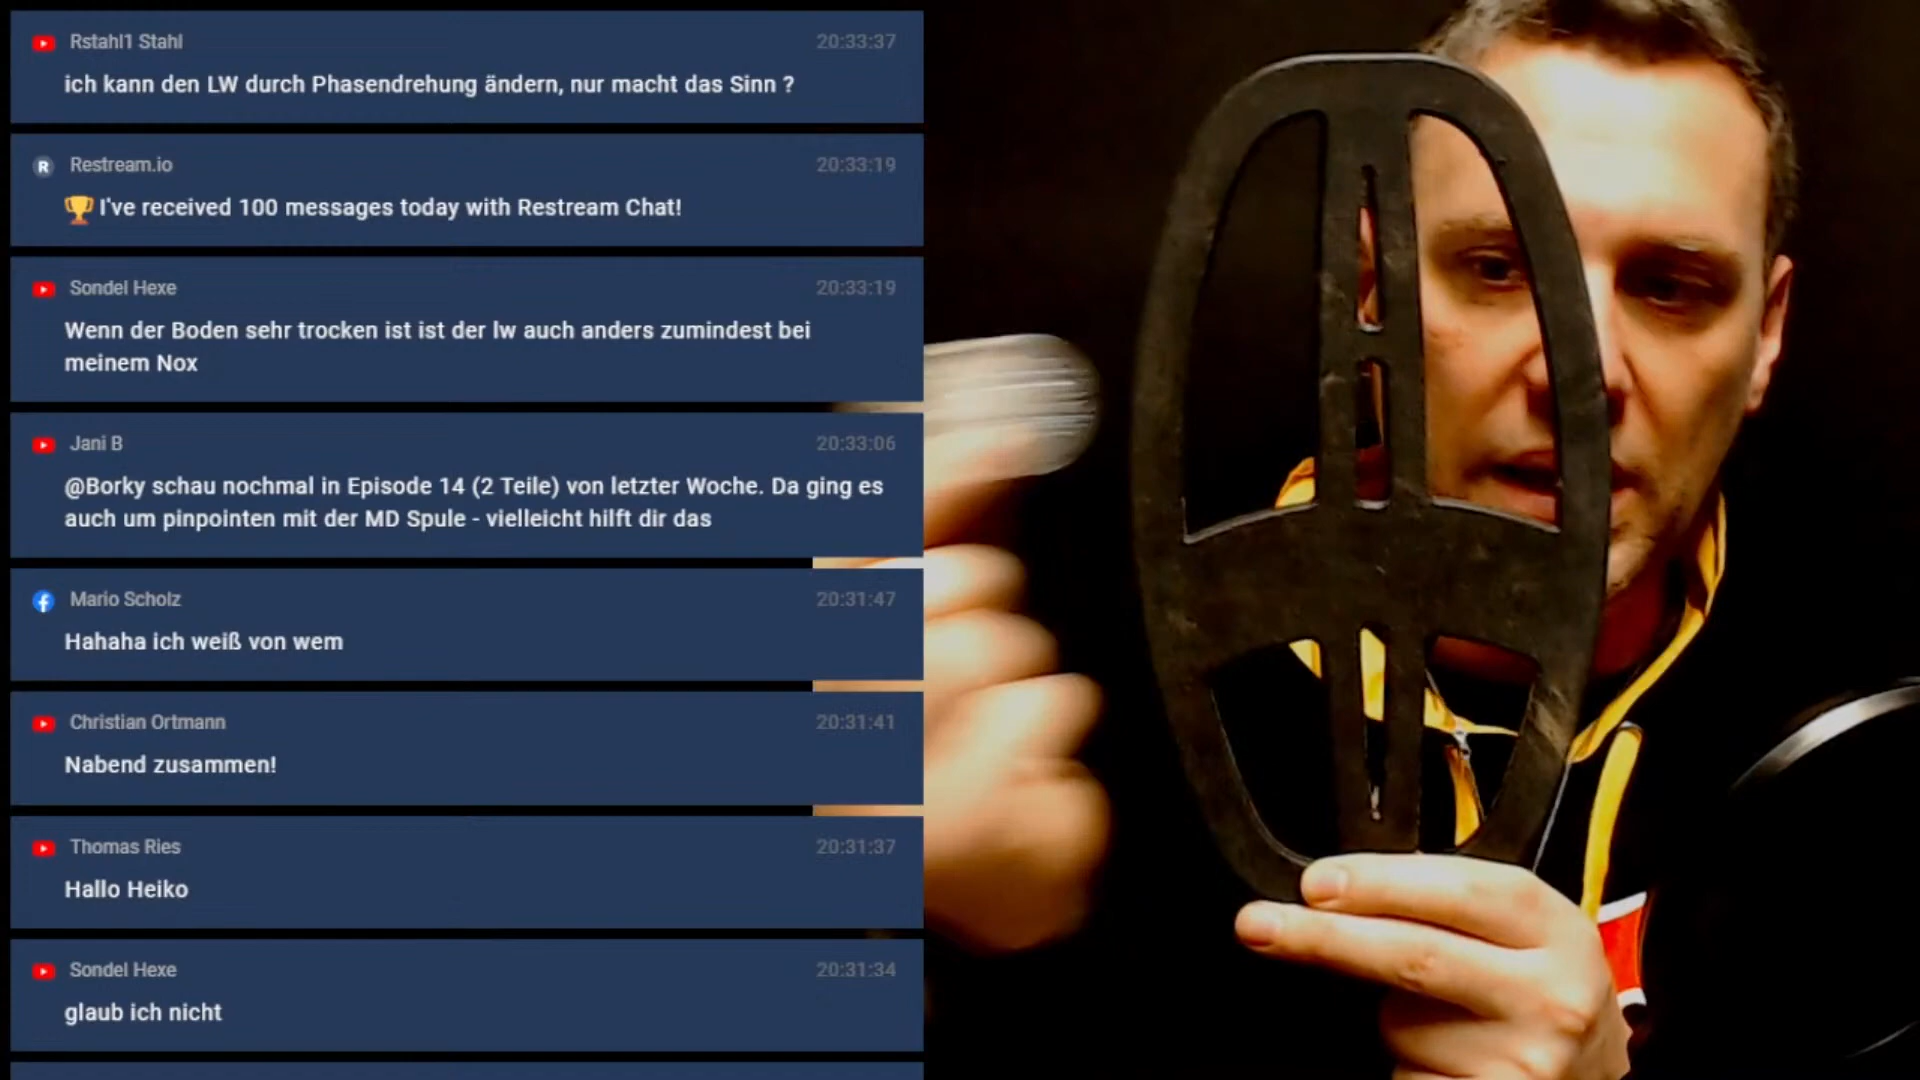 Rstahl1 Stahl 20:33:37
ich kann den LW durch Phasendrehung ändern, nur macht das Sinn ?
R Restream.io 20:33:19
🏆 I've received 100 messages today with Restream Chat!
Sondel Hexe 20:33:19
Wenn der Boden sehr trocken ist ist der lw auch anders zumindest bei
meinem Nox
Jani B 20:33:06
@Borky schau nochmal in Episode 14 (2 Teile) von letzter Woche. Da ging es
auch um pinpointen mit der MD Spule - vielleicht hilft dir das
Mario Scholz 20:31:47
Hahaha ich weiß von wem
Christian Ortmann 20:31:41
Nabend zusammen!
Thomas Ries 20:31:37
Hallo Heiko
Sondel Hexe 20:31:34
glaub ich nicht